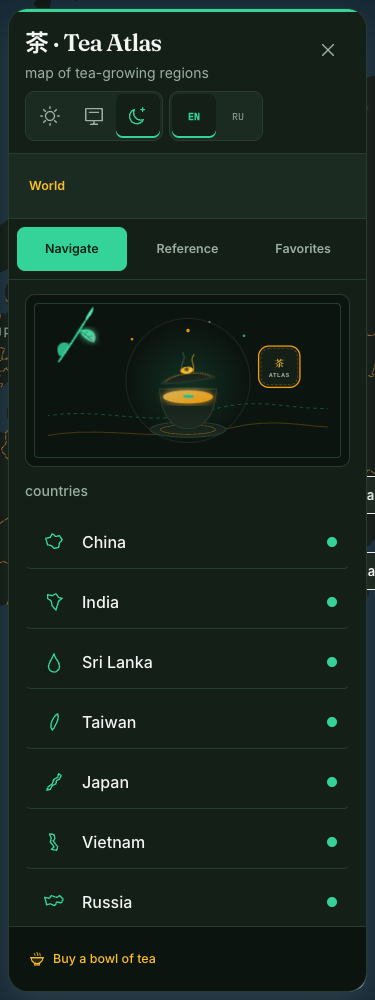 茶 · Tea Atlas
map of tea-growing regions
EN RU
World
Navigate Reference Favorites
茶
ATLAS
countries
China
India
Sri Lanka
Taiwan
Japan
Vietnam
Russia
Buy a bowl of tea